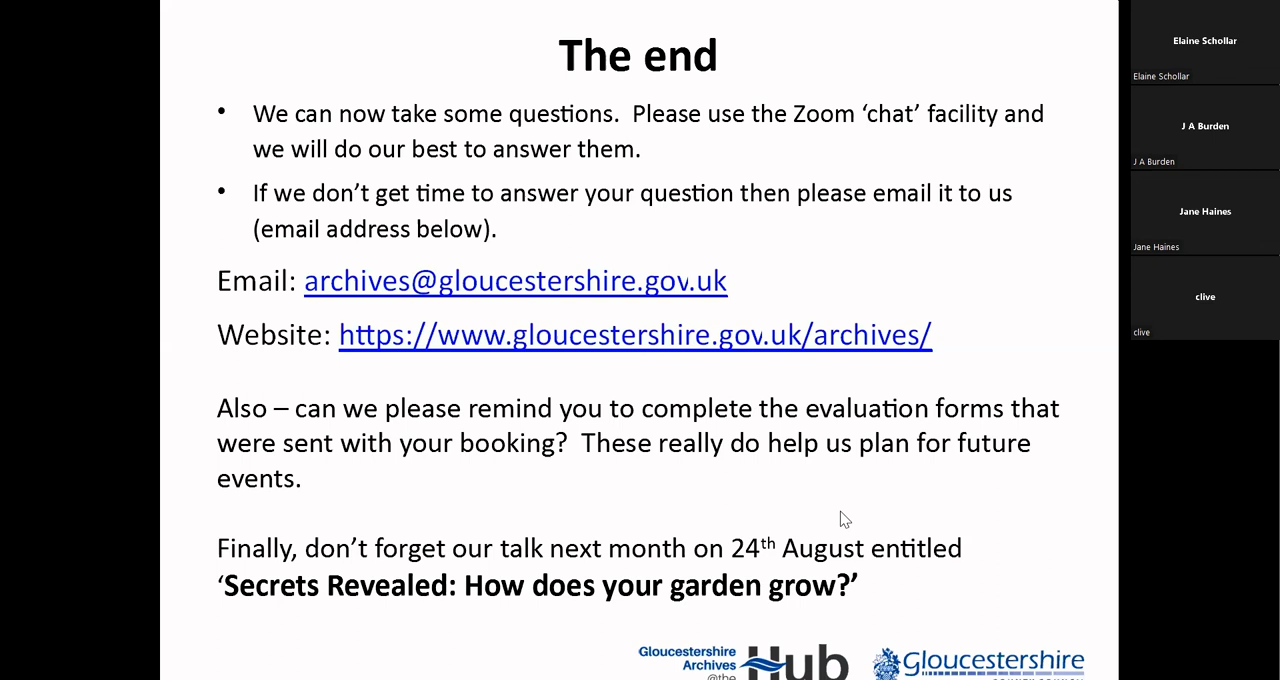 The end
• We can now take some questions.  Please use the Zoom ‘chat’ facility and
we will do our best to answer them.
• If we don’t get time to answer your question then please email it to us
(email address below).
Email: archives@gloucestershire.gov.uk
Website: https://www.gloucestershire.gov.uk/archives/
Also – can we please remind you to complete the evaluation forms that
were sent with your booking?  These really do help us plan for future
events.
Finally, don’t forget our talk next month on 24th August entitled
‘Secrets Revealed: How does your garden grow?’
Gloucestershire
Archives
@the
Hub
Gloucestershire
Elaine Schollar
Elaine Schollar
J A Burden
J A Burden
Jane Haines
Jane Haines
clive
clive